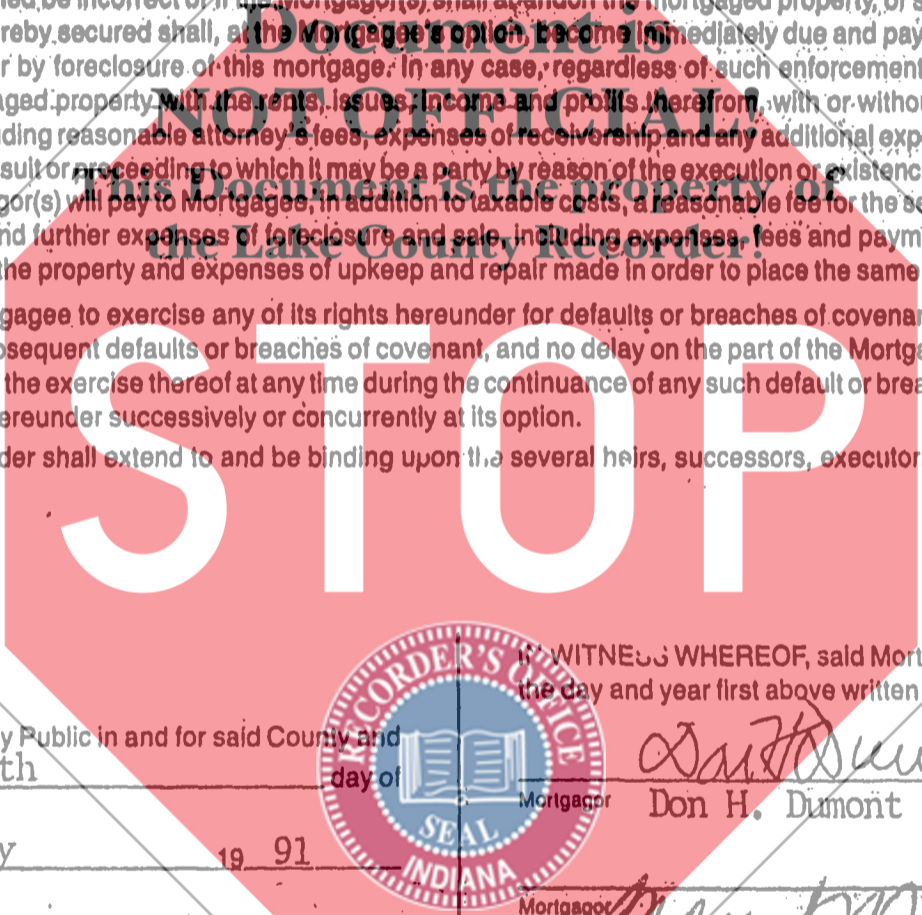 Document is
NOT OFFICIAL!
This Document is the property of
the Lake County Recorder!
STOP
reby secured shall, at the Mortgagee's option, become immediately due and pay
r by foreclosure of this mortgage. In any case, regardless of such enforcement
ged property with the rents, issues, income and profits therefrom, with or witho
ding reasonable attorney's fees, expenses of receivership and any additional exp
suit or proceeding to which it may be a party by reason of the execution or existenc
gor(s) will pay to Mortgagee, in addition to taxable costs, a reasonable fee for the se
nd further expenses of foreclosure and sale, including expenses, fees and paym
he property and expenses of upkeep and repair made in order to place the same
gagee to exercise any of its rights hereunder for defaults or breaches of covenan
bsequent defaults or breaches of covenant, and no delay on the part of the Mortga
the exercise thereof at any time during the continuance of any such default or brea
ereunder successively or concurrently at its option.
der shall extend to and be binding upon the several heirs, successors, executor
IN WITNESS WHEREOF, said Mort
the day and year first above written
y Public in and for said County and
th
day of
y 19 91
RECORDER'S OFFICE
SEAL
INDIANA
Mortgagor Don H. Dumont
Mortgagor